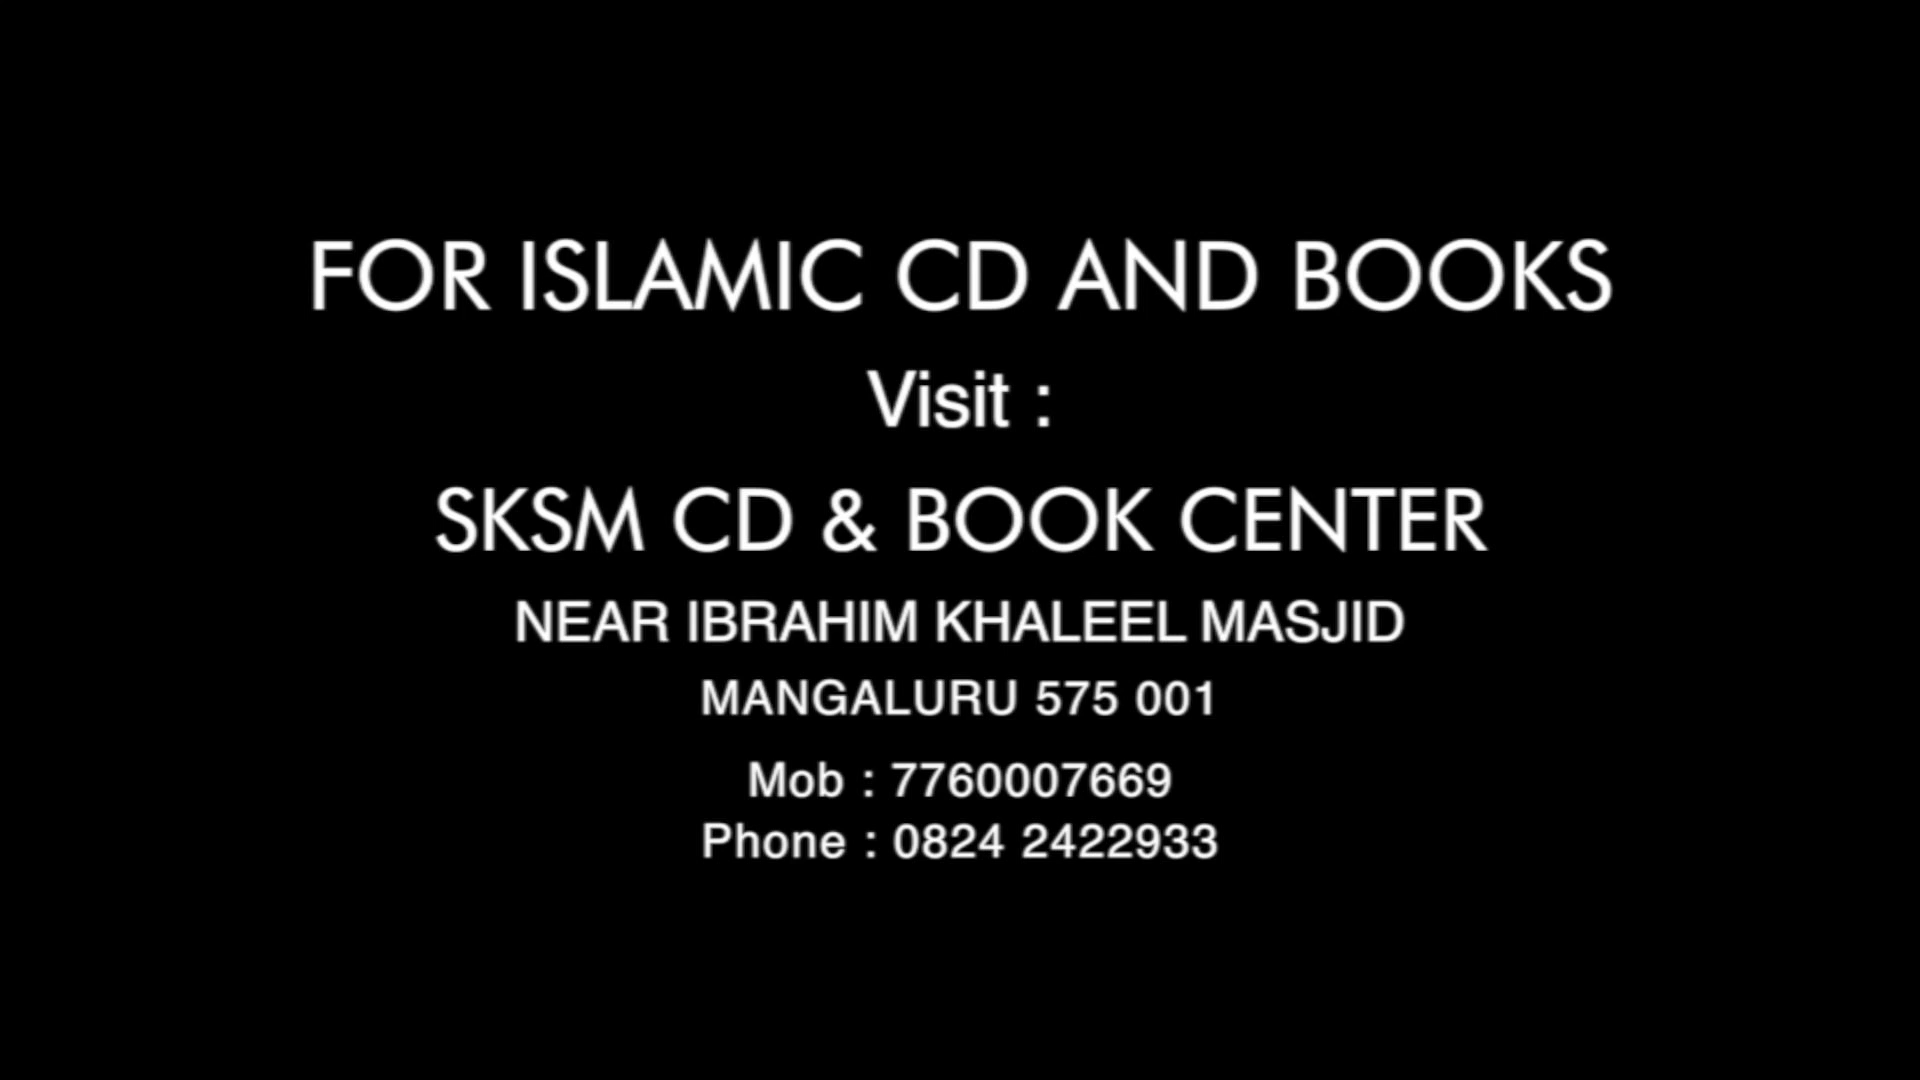 FOR ISLAMIC CD AND BOOKS
Visit :
SKSM CD & BOOK CENTER
NEAR IBRAHIM KHALEEL MASJID
MANGALURU 575 001
Mob : 7760007669
Phone : 0824 2422933